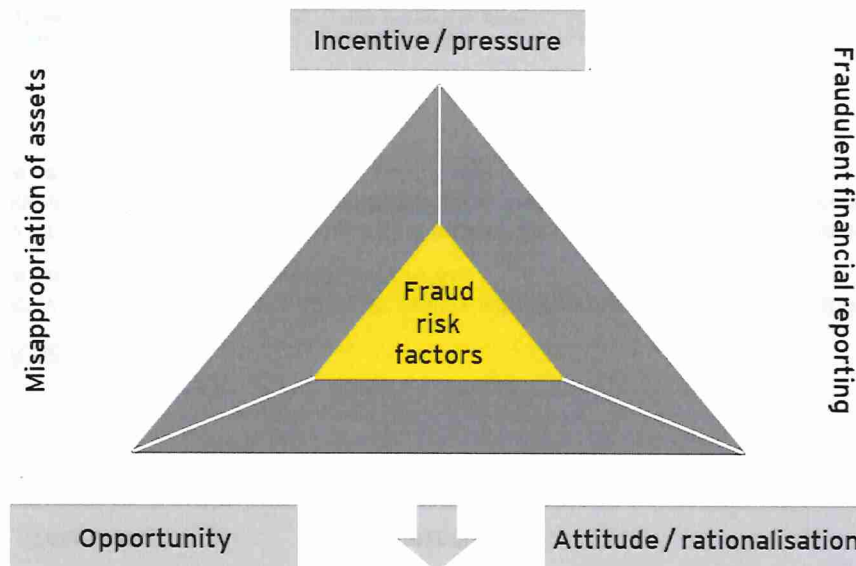 Incentive / pressure
Misappropriation of assets
Fraudulent financial reporting
Fraud
risk
factors
Opportunity
Attitude / rationalisation